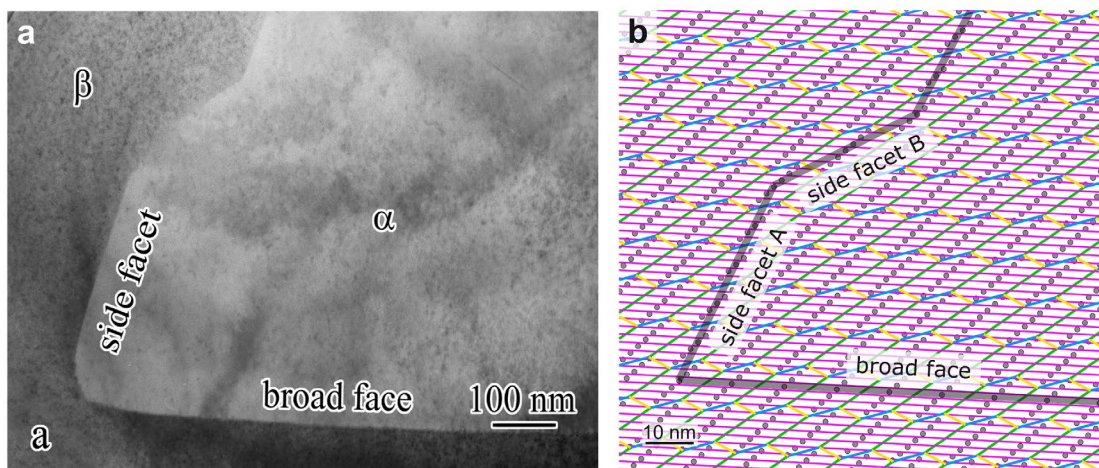 a
β
side facet
α
broad face
100 nm
a
b
side facet B
side facet A
broad face
10 nm